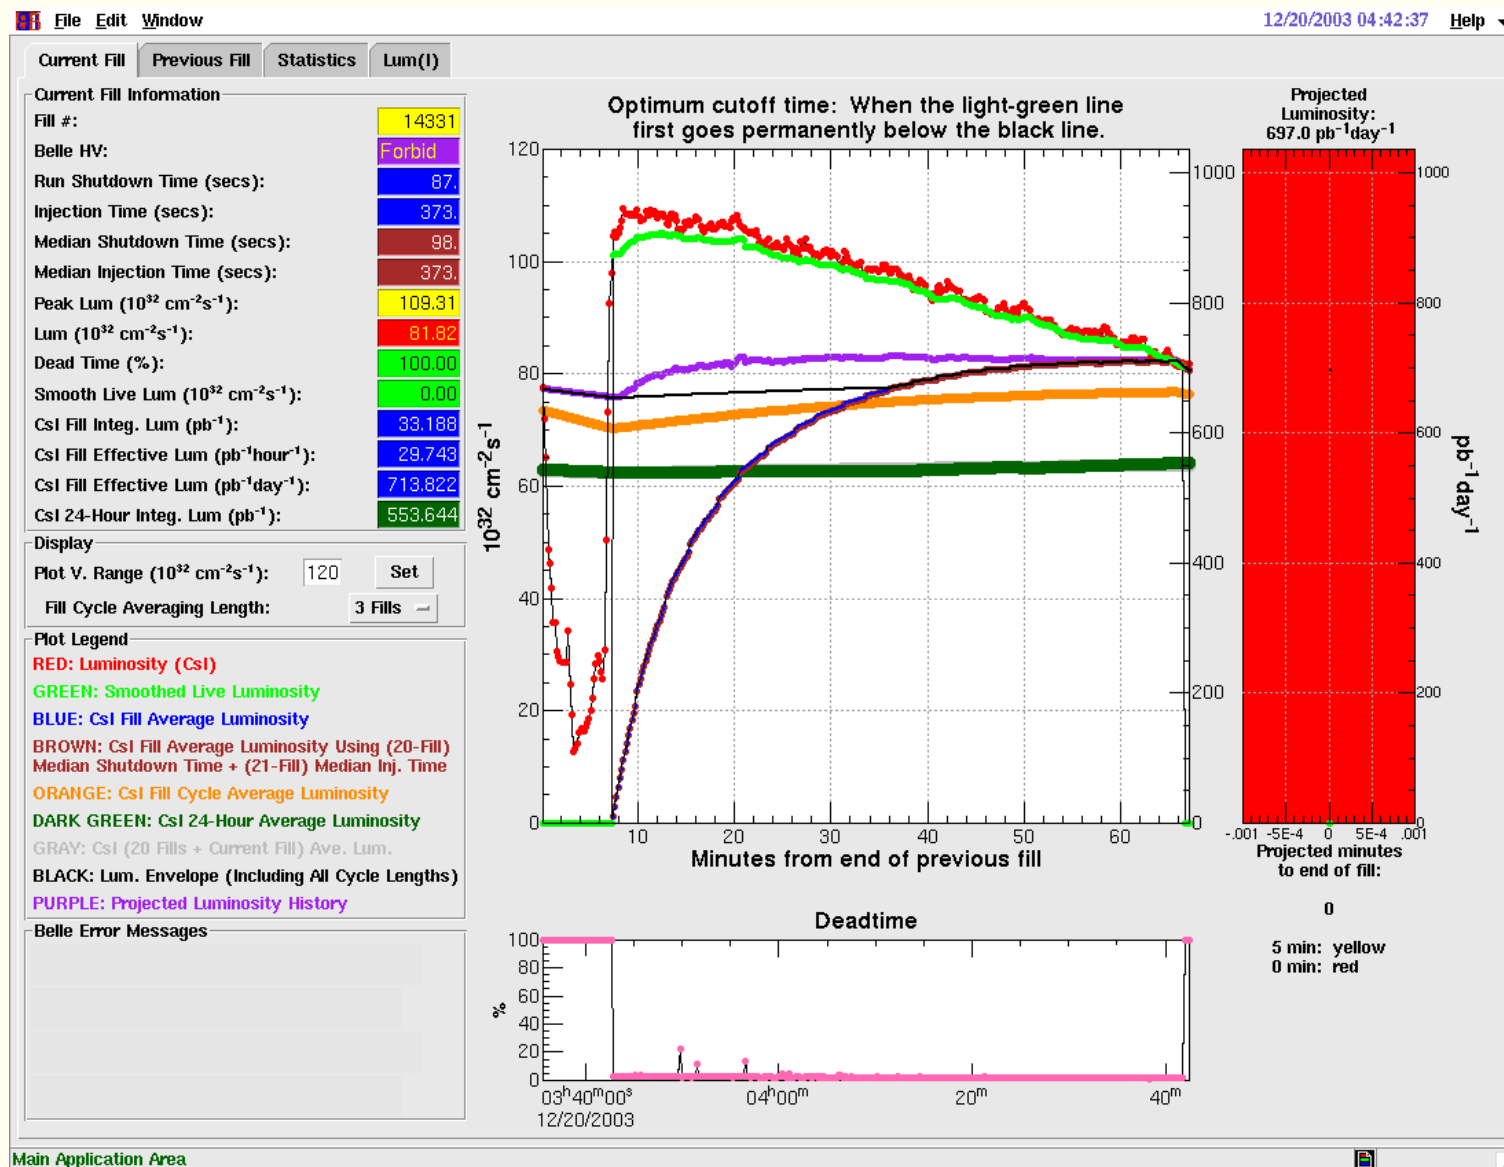 File Edit Window
12/20/2003 04:42:37 Help
Current Fill Previous Fill Statistics Lum(I)
Current Fill Information
Fill #: 14331
Belle HV: Forbid
Run Shutdown Time (secs): 87.
Injection Time (secs): 373.
Median Shutdown Time (secs): 98.
Median Injection Time (secs): 373.
Peak Lum (10³² cm⁻²s⁻¹): 109.31
Lum (10³² cm⁻²s⁻¹): 81.82
Dead Time (%): 100.00
Smooth Live Lum (10³² cm⁻²s⁻¹): 0.00
CsI Fill Integ. Lum (pb⁻¹): 33.188
CsI Fill Effective Lum (pb⁻¹hour⁻¹): 29.743
CsI Fill Effective Lum (pb⁻¹day⁻¹): 713.822
CsI 24-Hour Integ. Lum (pb⁻¹): 553.644
Display
Plot V. Range (10³² cm⁻²s⁻¹): 120 Set
Fill Cycle Averaging Length: 3 Fills
Plot Legend
RED: Luminosity (CsI)
GREEN: Smoothed Live Luminosity
BLUE: CsI Fill Average Luminosity
BROWN: CsI Fill Average Luminosity Using (20-Fill)
Median Shutdown Time + (21-Fill) Median Inj. Time
ORANGE: CsI Fill Cycle Average Luminosity
DARK GREEN: CsI 24-Hour Average Luminosity
GRAY: CsI (20 Fills + Current Fill) Ave. Lum.
BLACK: Lum. Envelope (Including All Cycle Lengths)
PURPLE: Projected Luminosity History
Belle Error Messages
Optimum cutoff time: When the light-green line
first goes permanently below the black line.
120
100
80
60
40
20
0
10³² cm⁻²s⁻¹
1000
800
600
400
200
0
10 20 30 40 50 60
Minutes from end of previous fill
Projected
Luminosity:
697.0 pb⁻¹day⁻¹
1000
800
600
400
200
0
pb⁻¹day⁻¹
-.001 -5E-4 0 5E-4 .001
Projected minutes
to end of fill:
0
5 min: yellow
0 min: red
Deadtime
100
80
60
40
20
0
%
03ʰ40ᵐ00ˢ 04ʰ00ᵐ 20ᵐ 40ᵐ
12/20/2003
Main Application Area